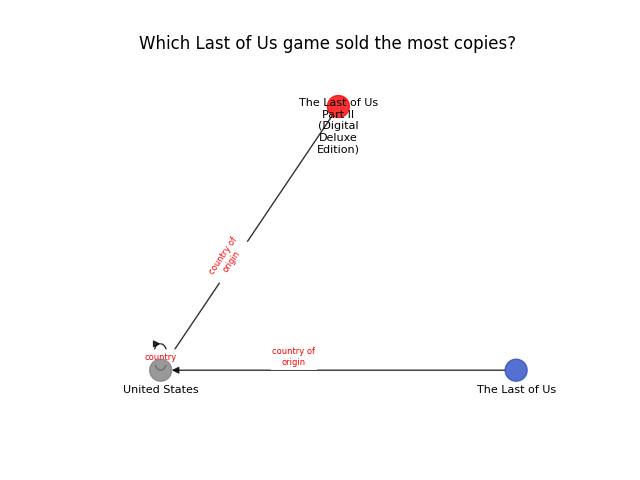 Which Last of Us game sold the most copies?
The Last of Us
Part II
(Digital
Deluxe
Edition)
country of
origin
country
country of
origin
United States
The Last of Us